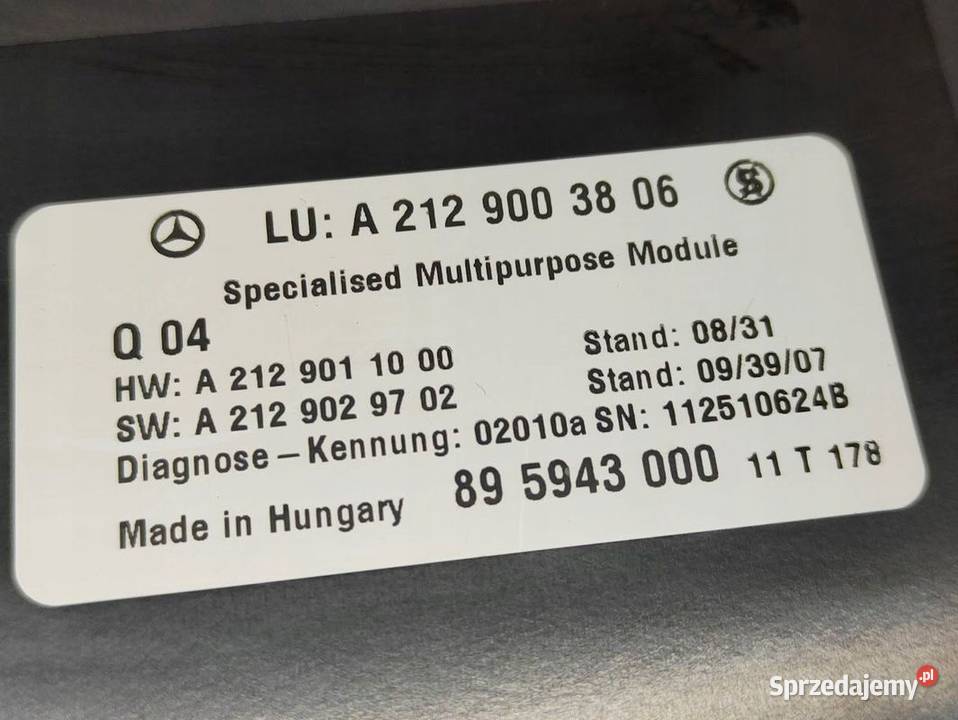 LU: A 212 900 38 06
Specialised Multipurpose Module
Q 04
HW: A 212 901 10 00 Stand: 08/31
SW: A 212 902 97 02 Stand: 09/39/07
Diagnose – Kennung: 02010a SN: 112510624B
Made in Hungary 89 5943 000 11 T 178
Sprzedajemy.pl